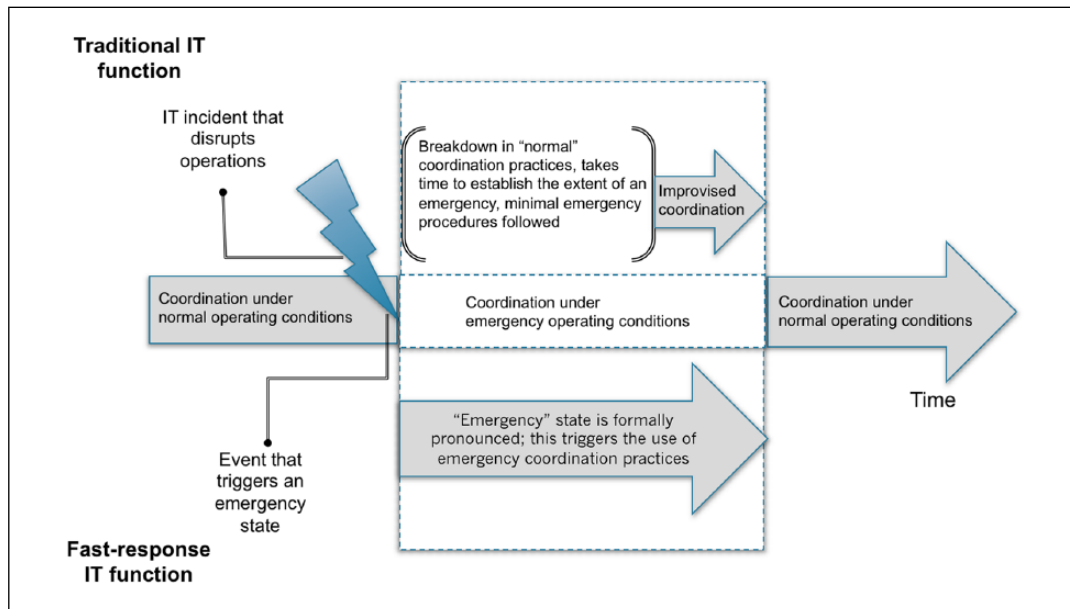 Traditional IT
function
IT incident that
disrupts
operations
Breakdown in “normal”
coordination practices, takes
time to establish the extent of an
emergency, minimal emergency
procedures followed
Improvised
coordination
Coordination under
normal operating conditions
Coordination under
emergency operating conditions
Coordination under
normal operating conditions
Time
“Emergency” state is formally
pronounced; this triggers the use of
emergency coordination practices
Event that
triggers an
emergency
state
Fast-response
IT function